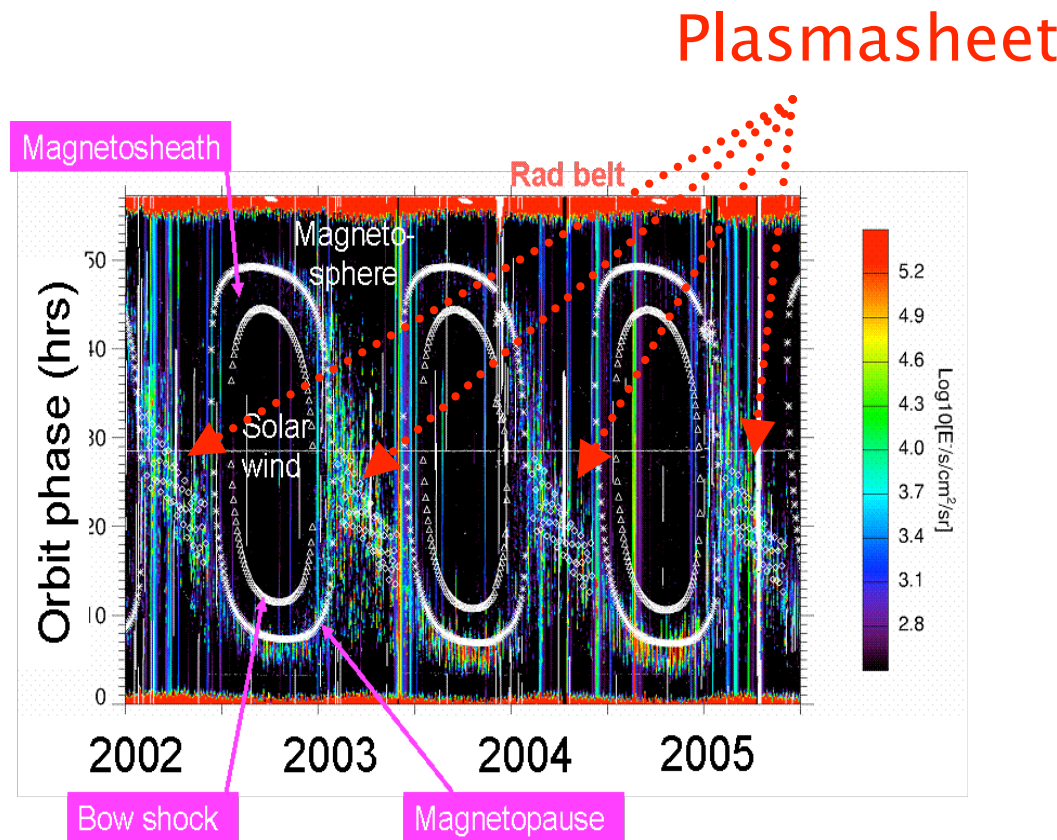 Plasmasheet
Magnetosheath
Rad belt
Magneto-
sphere
Solar
wind
Orbit phase (hrs)
50
40
30
20
10
0
5.2
4.9
4.6
4.3
4.0
3.7
3.4
3.1
2.8
Log10[E⁻/s/cm²/sr]
2002
2003
2004
2005
Bow shock
Magnetopause